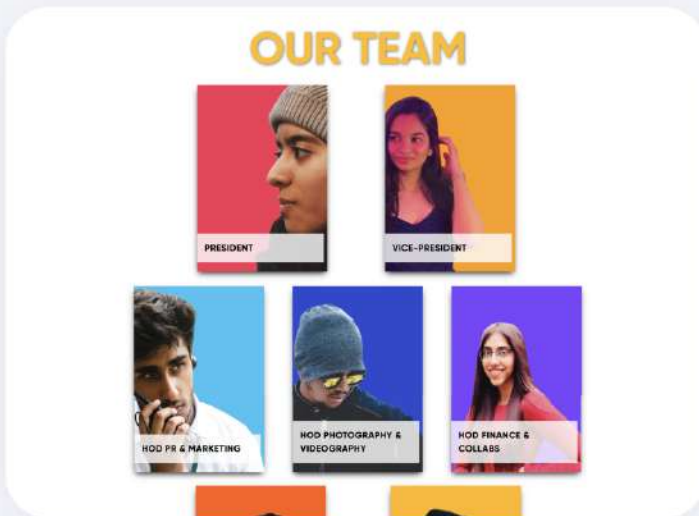 OUR TEAM
PRESIDENT
VICE-PRESIDENT
HOD PR & MARKETING
HOD PHOTOGRAPHY &
VIDEOGRAPHY
HOD FINANCE &
COLLABS